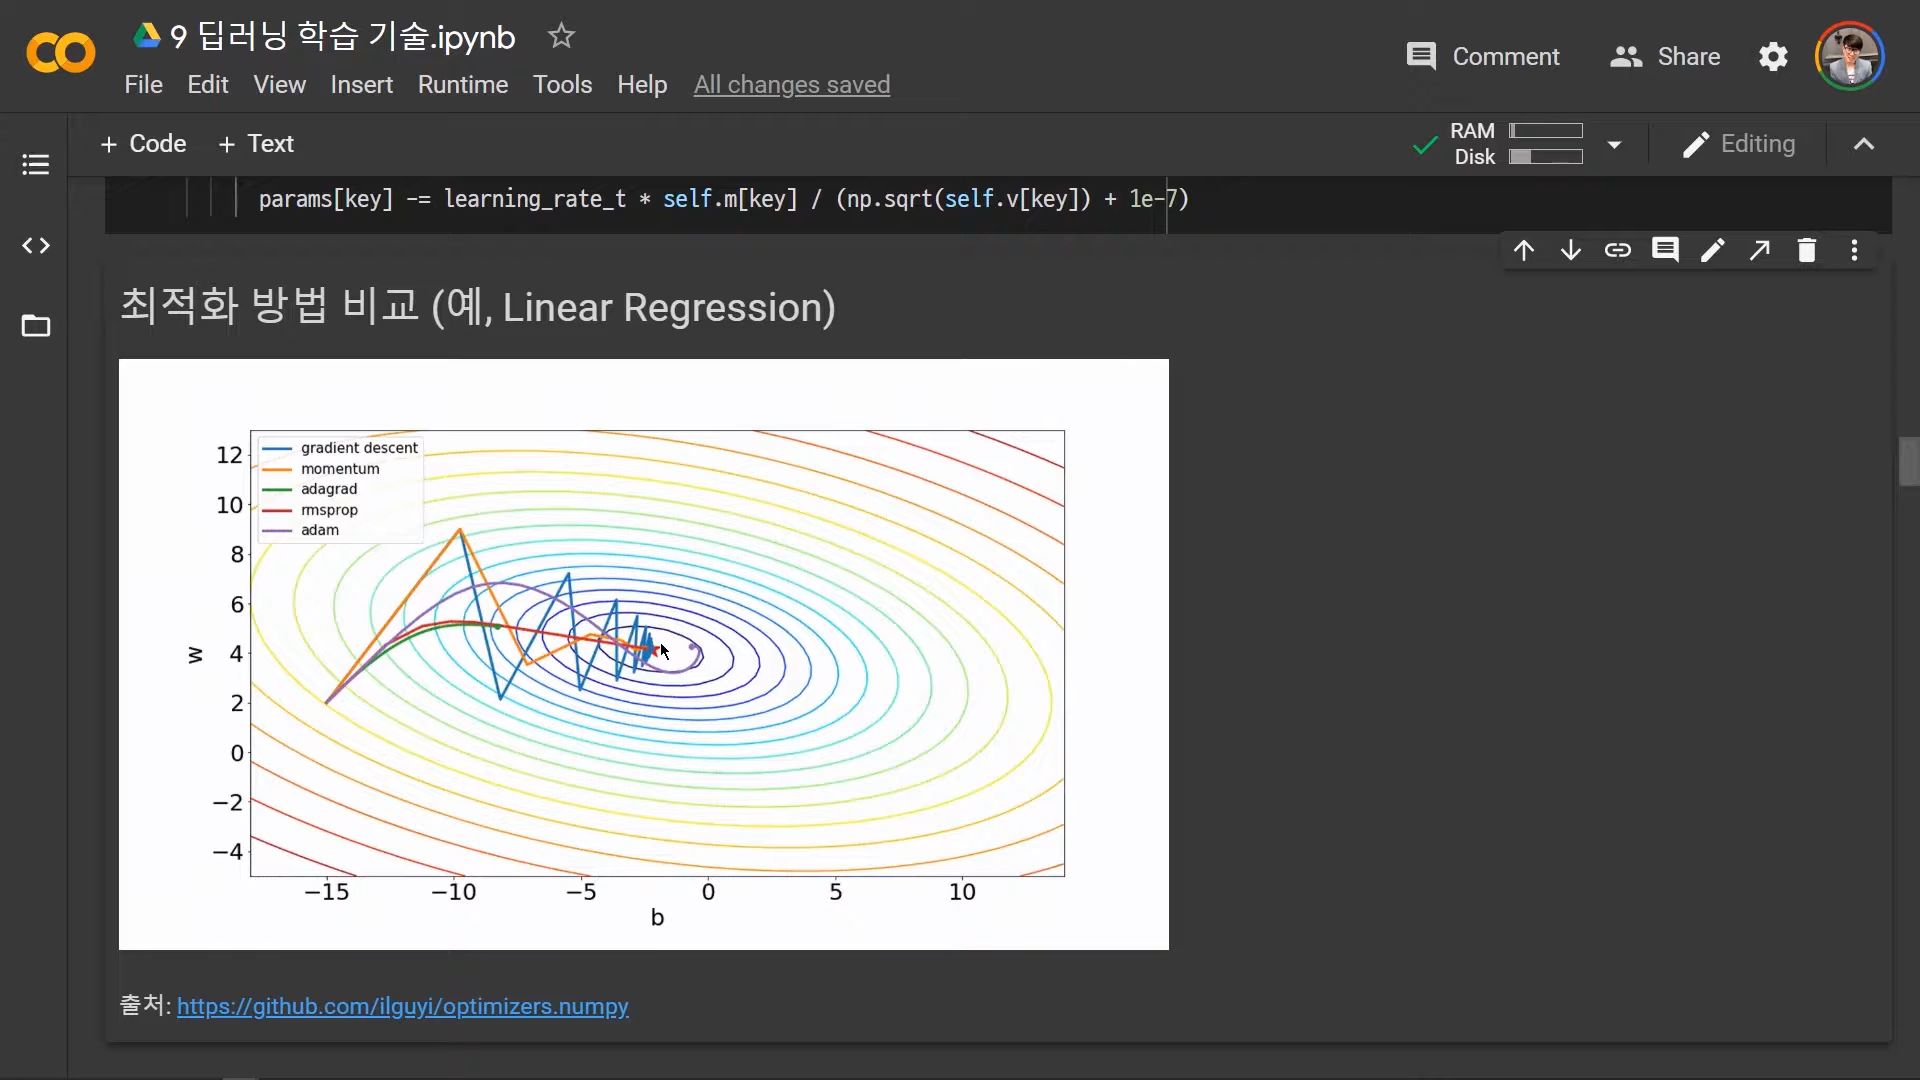 9 딥러닝 학습 기술.ipynb
Comment
Share
File Edit View Insert Runtime Tools Help All changes saved
+ Code + Text
RAM
Disk
Editing
params[key] -= learning_rate_t * self.m[key] / (np.sqrt(self.v[key]) + 1e-7)
최적화 방법 비교 (예, Linear Regression)
gradient descent
momentum
adagrad
rmsprop
adam
12
10
8
6
4
2
0
−2
−4
w
−15 −10 −5 0 5 10
b
출처: https://github.com/ilguyi/optimizers.numpy